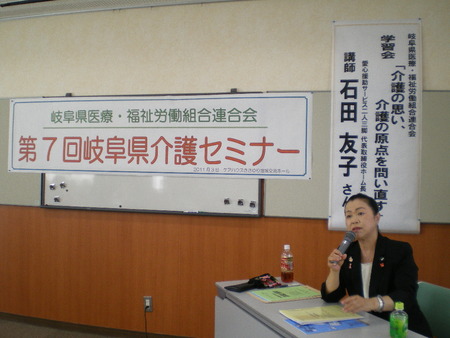 岐阜県医療・福祉労働組合連合会
第7回岐阜県介護セミナー
岐阜県医療・福祉労働組合連合会
学習会
「介護の思い、
介護の原点を問い直す
講師
石田 友子 さん